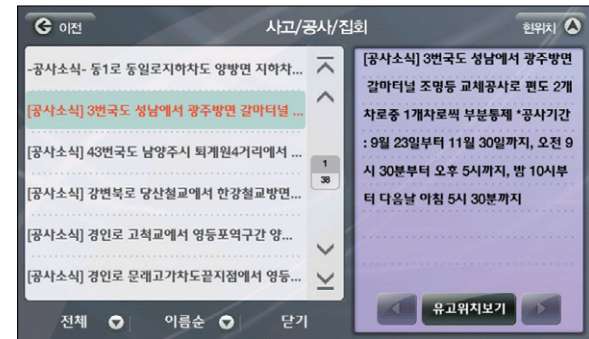 이전
사고/공사/집회
현위치
-공사소식- 동1로 동일로지하차도 양방면 지하차...
[공사소식] 3번국도 성남에서 광주방면 갈마터널 ...
[공사소식] 43번국도 남양주시 퇴계원4거리에서 ...
[공사소식] 강변북로 당산철교에서 한강철교방면...
[공사소식] 경인로 고척교에서 영등포역구간 양...
[공사소식] 경인로 문래고가차도끝지점에서 영등...
1
38
전체
이름순
닫기
[공사소식] 3번국도 성남에서 광주방면
갈마터널 조명등 교체공사로 편도 2개
차로중 1개차로씩 부분통제 *공사기간
: 9월 23일부터 11월 30일까지, 오전 9
시 30분부터 오후 5시까지, 밤 10시부
터 다음날 아침 5시 30분까지
유고위치보기